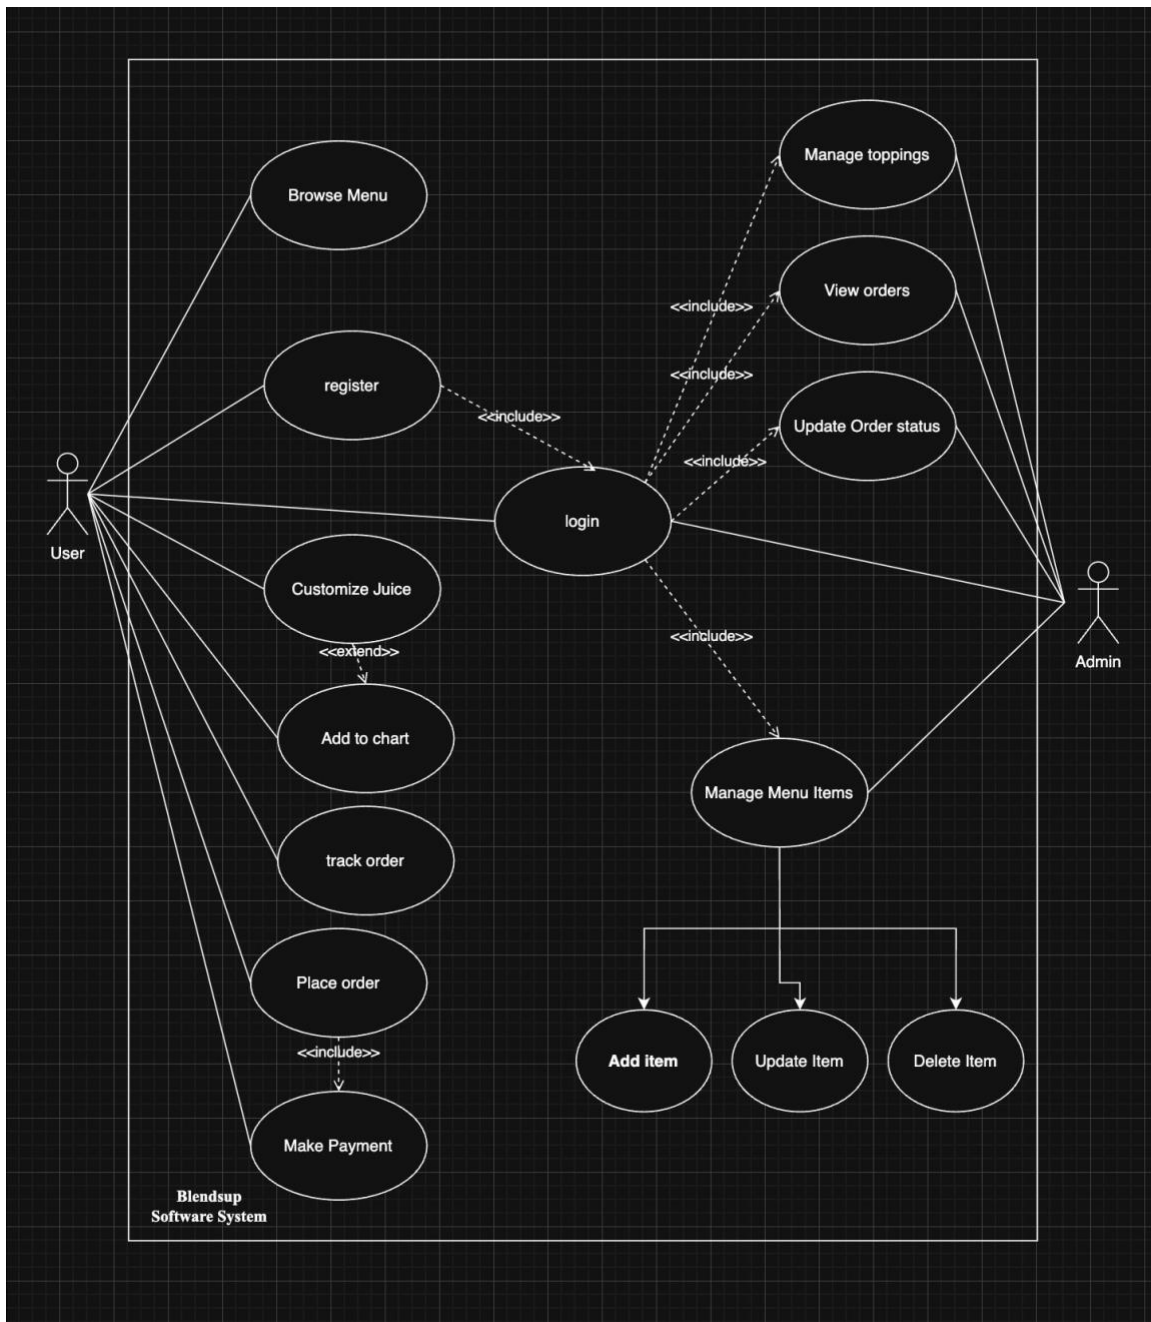 Browse Menu
Manage toppings
View orders
<<include>>
<<include>>
register
<<include>>
Update Order status
<<include>>
login
User
Customize Juice
<<extend>>
<<include>>
Admin
Add to chart
Manage Menu Items
track order
Place order
<<include>>
Add item
Update Item
Delete Item
Make Payment
Blendsup
Software System